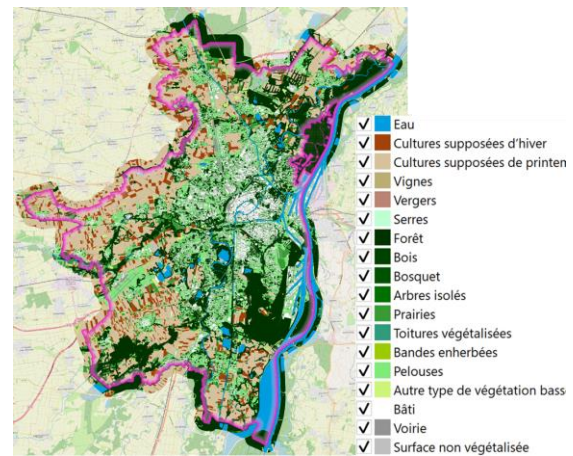 Eau
Cultures supposées d'hiver
Cultures supposées de printem
Vignes
Vergers
Serres
Forêt
Bois
Bosquet
Arbres isolés
Prairies
Toitures végétalisées
Bandes enherbées
Pelouses
Autre type de végétation bass
Bâti
Voirie
Surface non végétalisée